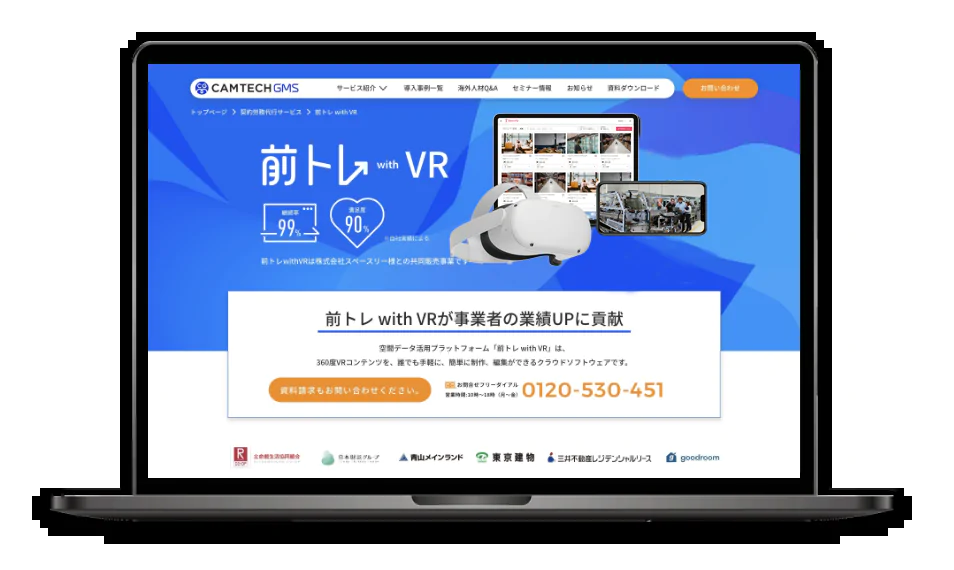 CAMTECH GMS
サービス紹介
導入事例一覧
海外人材Q&A
セミナー情報
お知らせ
資料ダウンロード
お問い合わせ
トップページ 契約労務代行サービス 前トレ with VR
前トレ with VR
継続率
99%
満足度
90%
※自社実績による
前トレwithVRは株式会社スペースリー様との共同販売事業です
前トレ with VRが事業者の業績UPに貢献
空間データ活用プラットフォーム「前トレ with VR」は、
360度VRコンテンツを、誰でも手軽に、簡単に制作、編集ができるクラウドソフトウェアです。
資料請求もお問い合わせください。
お問合せフリーダイアル
営業時間:10時〜18時（月〜金）
0120-530-451
立命館生活協同組合
日本財託グループ
青山メインランド
東京建物
三井不動産レジデンシャルリース
goodroom